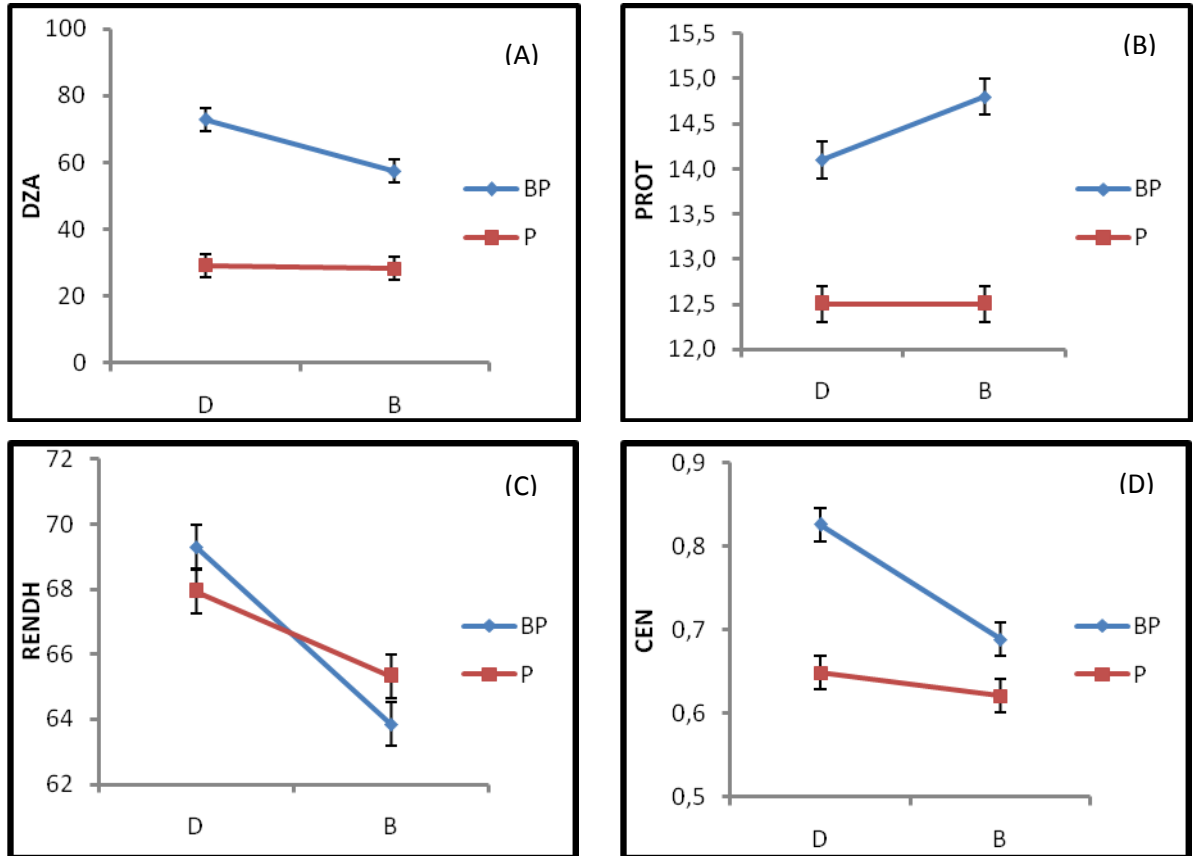 (A)
DZA
100
80
60
40
20
0
D B
BP
P
(B)
PROT
15,5
15,0
14,5
14,0
13,5
13,0
12,5
12,0
D B
BP
P
(C)
RENDH
72
70
68
66
64
62
D B
BP
P
(D)
CEN
0,9
0,8
0,7
0,6
0,5
D B
BP
P